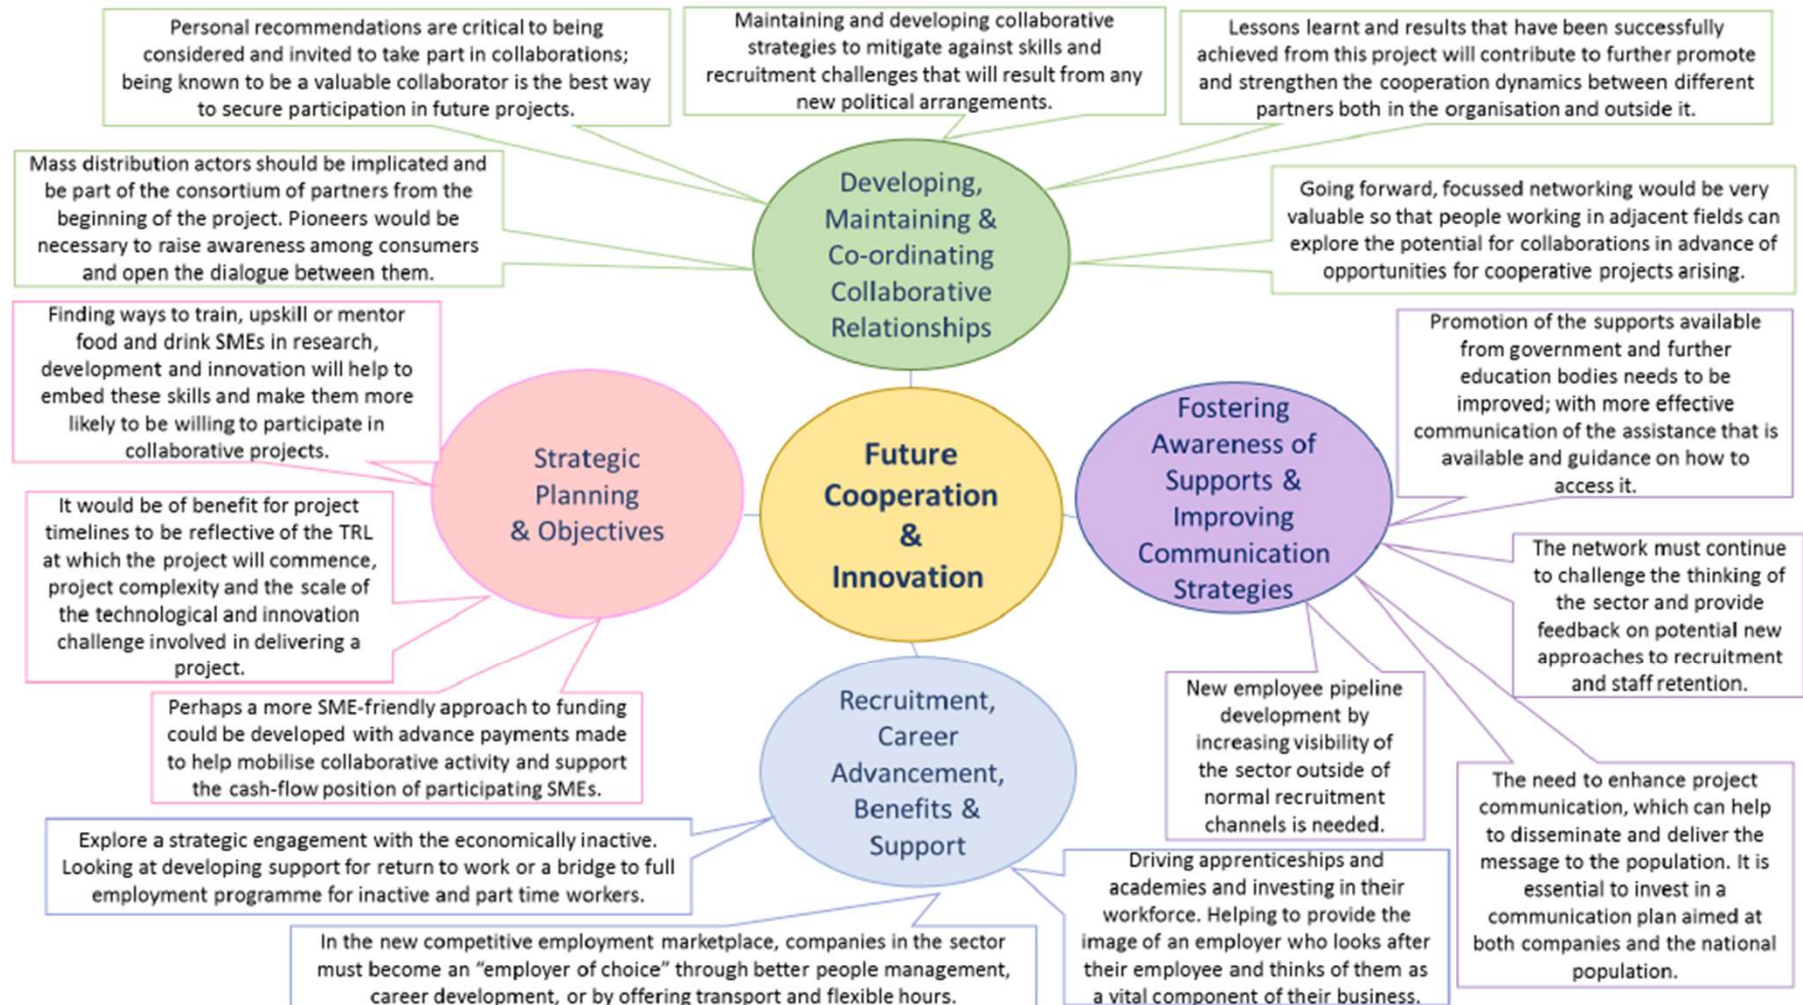 Personal recommendations are critical to being
considered and invited to take part in collaborations;
being known to be a valuable collaborator is the best way
to secure participation in future projects.
Maintaining and developing collaborative
strategies to mitigate against skills and
recruitment challenges that will result from any
new political arrangements.
Lessons learnt and results that have been successfully
achieved from this project will contribute to further promote
and strengthen the cooperation dynamics between different
partners both in the organisation and outside it.
Mass distribution actors should be implicated and
be part of the consortium of partners from the
beginning of the project. Pioneers would be
necessary to raise awareness among consumers
and open the dialogue between them.
Developing,
Maintaining &
Co-ordinating
Collaborative
Relationships
Going forward, focussed networking would be very
valuable so that people working in adjacent fields can
explore the potential for collaborations in advance of
opportunities for cooperative projects arising.
Finding ways to train, upskill or mentor
food and drink SMEs in research,
development and innovation will help to
embed these skills and make them more
likely to be willing to participate in
collaborative projects.
Promotion of the supports available
from government and further
education bodies needs to be
improved; with more effective
communication of the assistance that is
available and guidance on how to
access it.
Strategic
Planning
& Objectives
Future
Cooperation
&
Innovation
Fostering
Awareness of
Supports &
Improving
Communication
Strategies
It would be of benefit for project
timelines to be reflective of the TRL
at which the project will commence,
project complexity and the scale of
the technological and innovation
challenge involved in delivering a
project.
The network must continue
to challenge the thinking of
the sector and provide
feedback on potential new
approaches to recruitment
and staff retention.
Perhaps a more SME-friendly approach to funding
could be developed with advance payments made
to help mobilise collaborative activity and support
the cash-flow position of participating SMEs.
Recruitment,
Career
Advancement,
Benefits &
Support
New employee pipeline
development by
increasing visibility of
the sector outside of
normal recruitment
channels is needed.
The need to enhance project
communication, which can help
to disseminate and deliver the
message to the population. It is
essential to invest in a
communication plan aimed at
both companies and the national
population.
Explore a strategic engagement with the economically inactive.
Looking at developing support for return to work or a bridge to full
employment programme for inactive and part time workers.
Driving apprenticeships and
academies and investing in their
workforce. Helping to provide the
image of an employer who looks after
their employee and thinks of them as
a vital component of their business.
In the new competitive employment marketplace, companies in the sector
must become an “employer of choice” through better people management,
career development, or by offering transport and flexible hours.